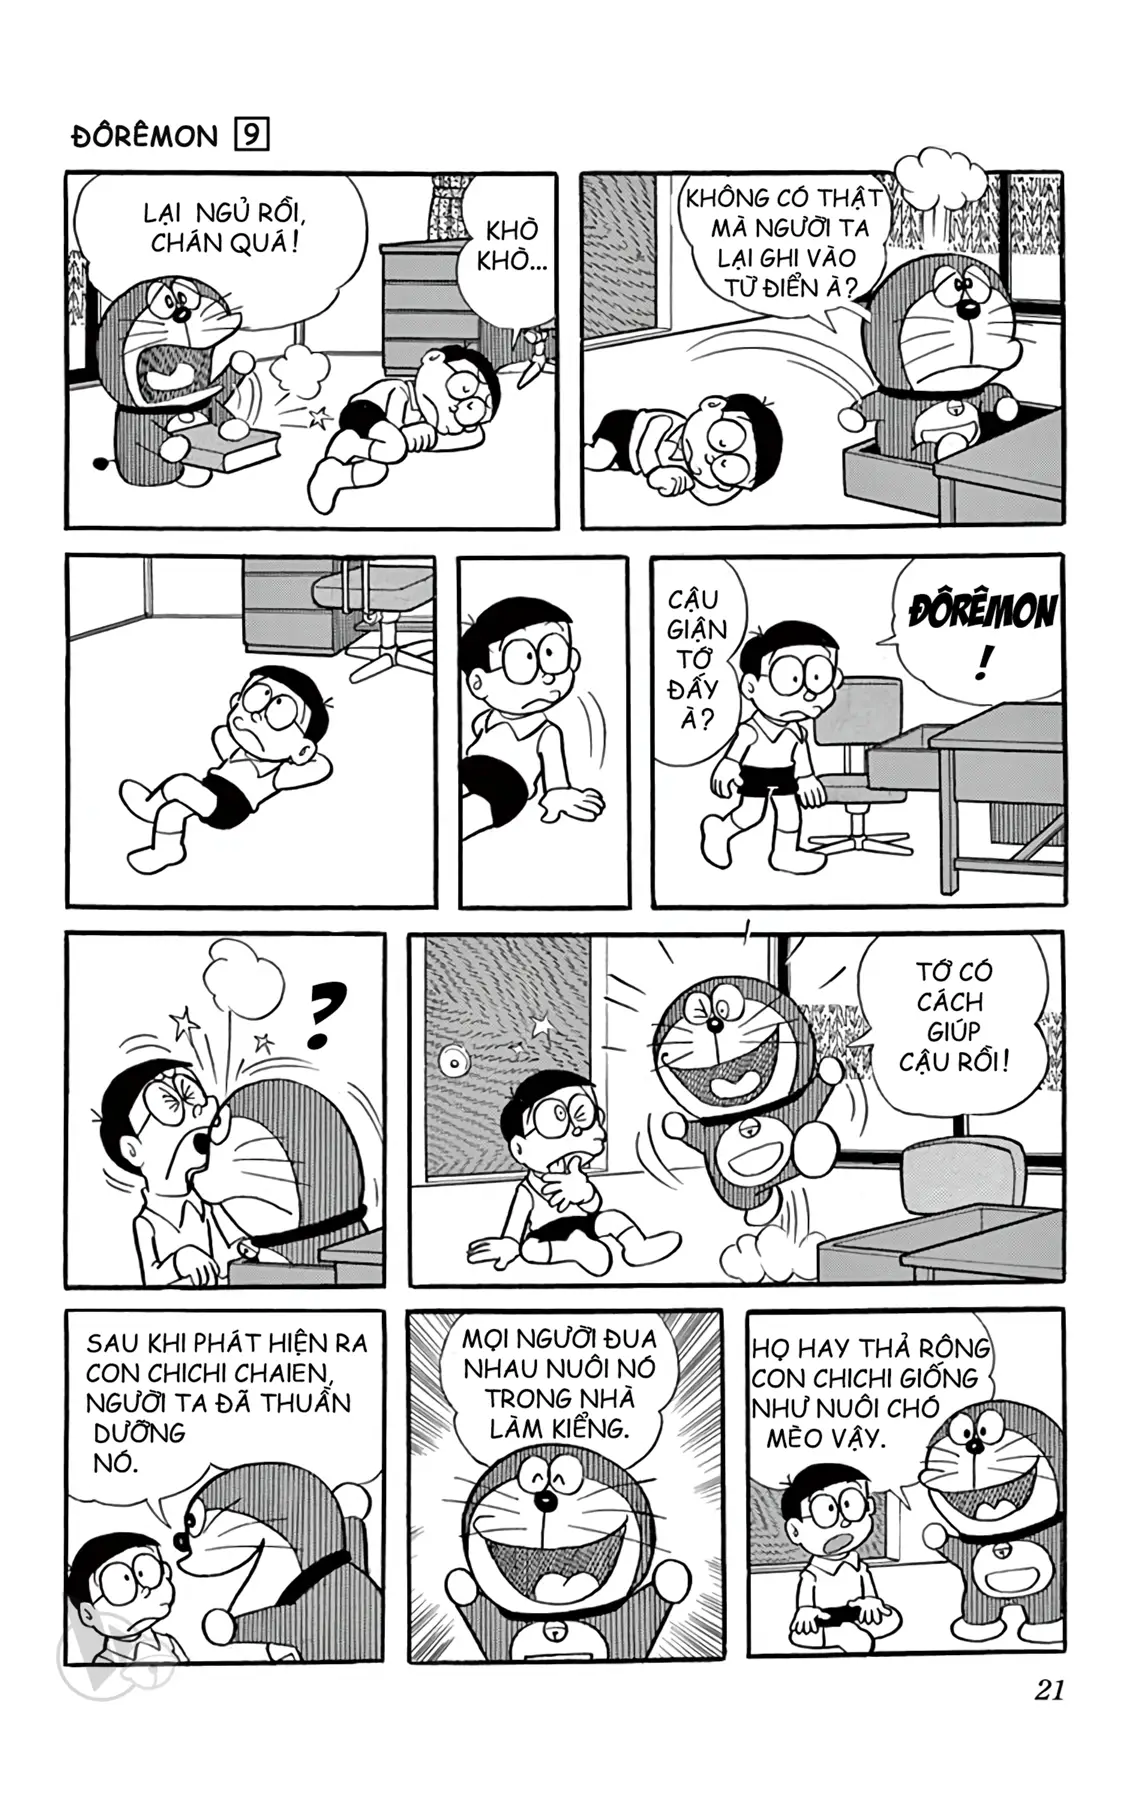 ĐÔRÊMON 9
LẠI NGỦ RỒI,
CHÁN QUÁ!
KHÒ
KHÒ...
KHÔNG CÓ THẬT
MÀ NGƯỜI TA
LẠI GHI VÀO
TỪ ĐIỂN À?
CẬU
GIẬN
TỚ
ĐẤY
À?
ĐÔRÊMON
!
?
TỚ CÓ
CÁCH
GIÚP
CẬU RỒI!
SAU KHI PHÁT HIỆN RA
CON CHICHI CHAIEN,
NGƯỜI TA ĐÃ THUẦN
DƯỠNG
NÓ.
MỌI NGƯỜI ĐUA
NHAU NUÔI NÓ
TRONG NHÀ
LÀM KIỂNG.
HỌ HAY THẢ RÔNG
CON CHICHI GIỐNG
NHƯ NUÔI CHÓ
MÈO VẬY.
21